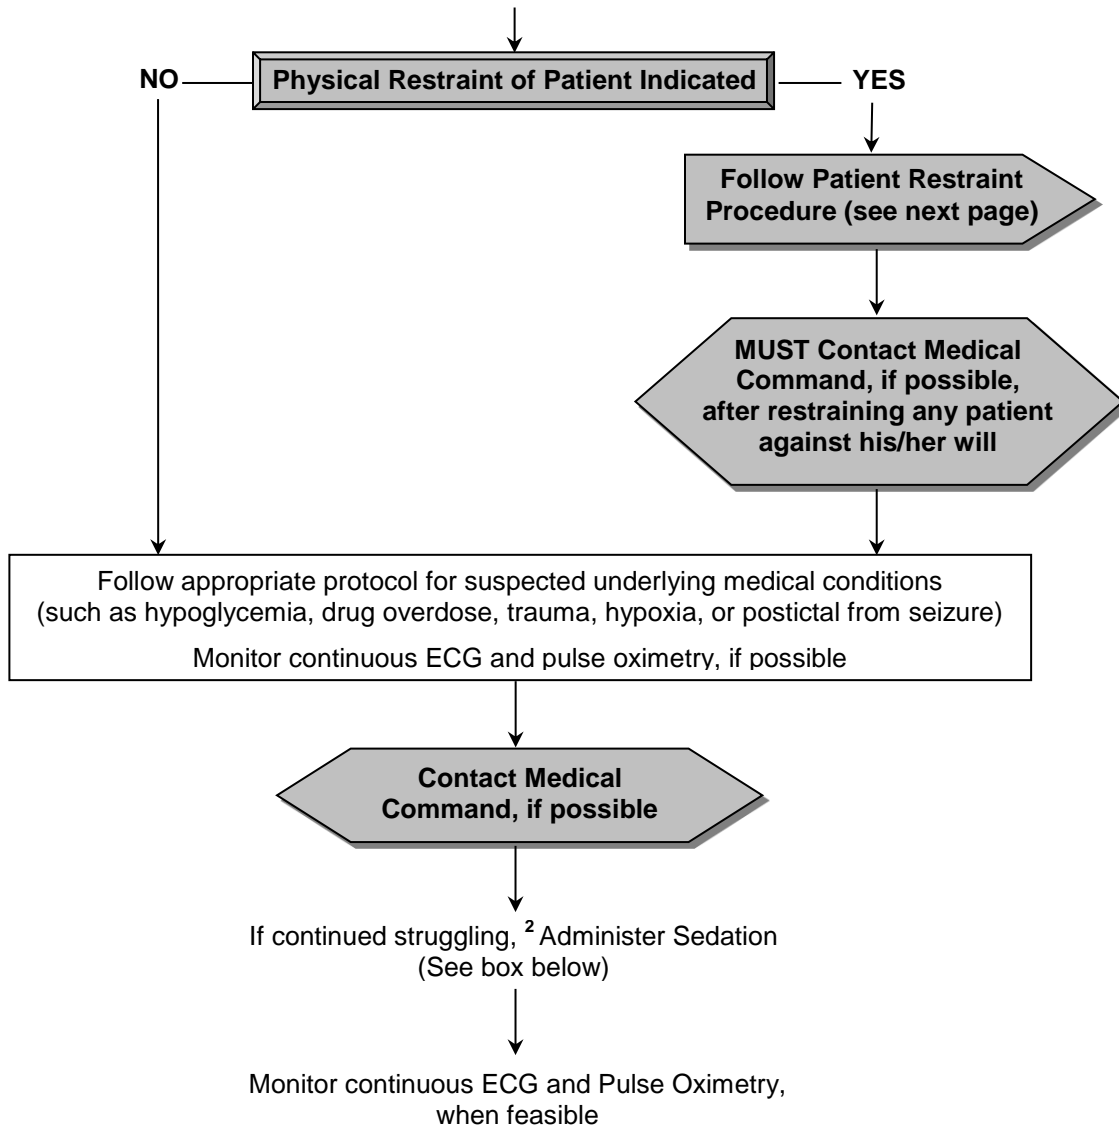 NO
Physical Restraint of Patient Indicated
YES
Follow Patient Restraint
Procedure (see next page)
MUST Contact Medical
Command, if possible,
after restraining any patient
against his/her will
Follow appropriate protocol for suspected underlying medical conditions
(such as hypoglycemia, drug overdose, trauma, hypoxia, or postictal from seizure)
Monitor continuous ECG and pulse oximetry, if possible
Contact Medical
Command, if possible
If continued struggling, ² Administer Sedation
(See box below)
Monitor continuous ECG and Pulse Oximetry,
when feasible